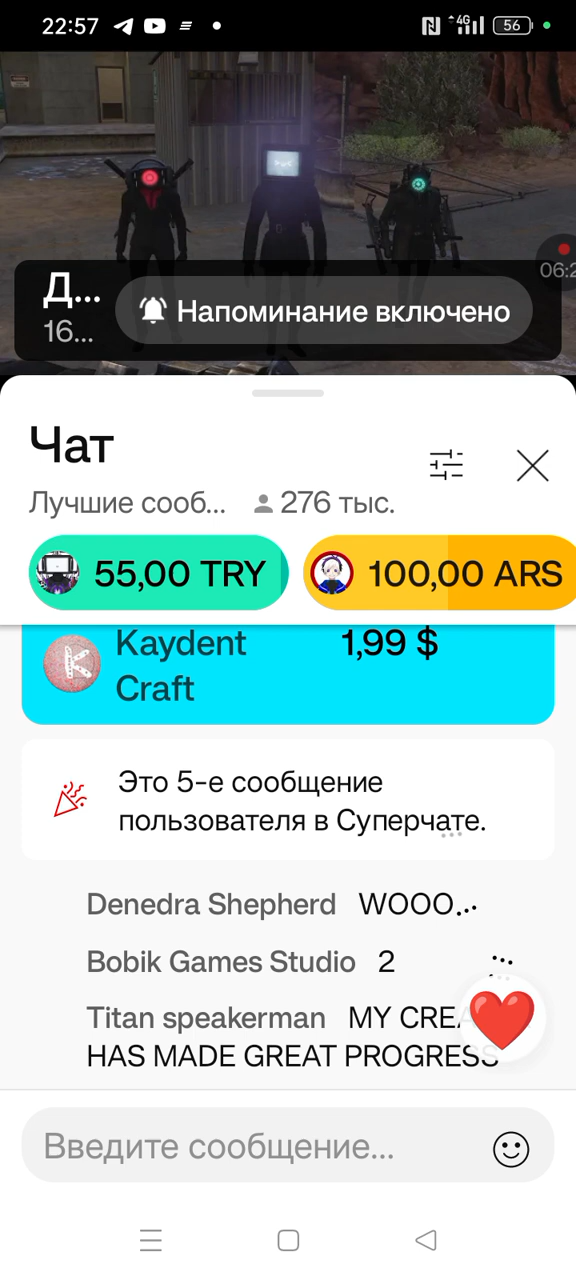 22:57
4G
56
Д...
16...
Напоминание включено
06:2
Чат
Лучшие сооб...
276 тыс.
55,00 TRY
100,00 ARS
Kaydent
Craft
1,99 $
Это 5-е сообщение
пользователя в Суперчате.
Denedra Shepherd WOOO...
Bobik Games Studio 2
Titan speakerman MY CREA
HAS MADE GREAT PROGRESS
Введите сообщение...